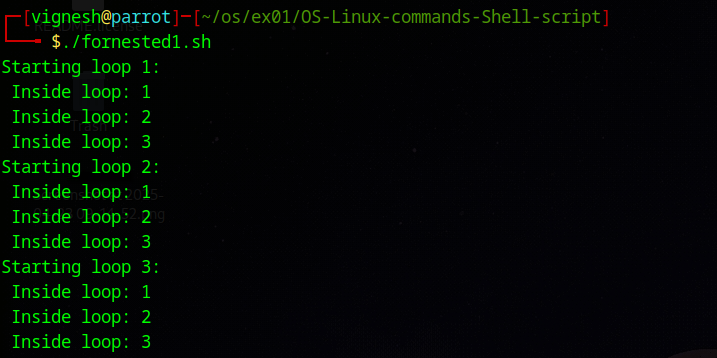 ┌─[vignesh@parrot]─[~/os/ex01/OS-Linux-commands-Shell-script]
└──╼ $./fornested1.sh
Starting loop 1:
 Inside loop: 1
 Inside loop: 2
 Inside loop: 3
Starting loop 2:
 Inside loop: 1
 Inside loop: 2
 Inside loop: 3
Starting loop 3:
 Inside loop: 1
 Inside loop: 2
 Inside loop: 3